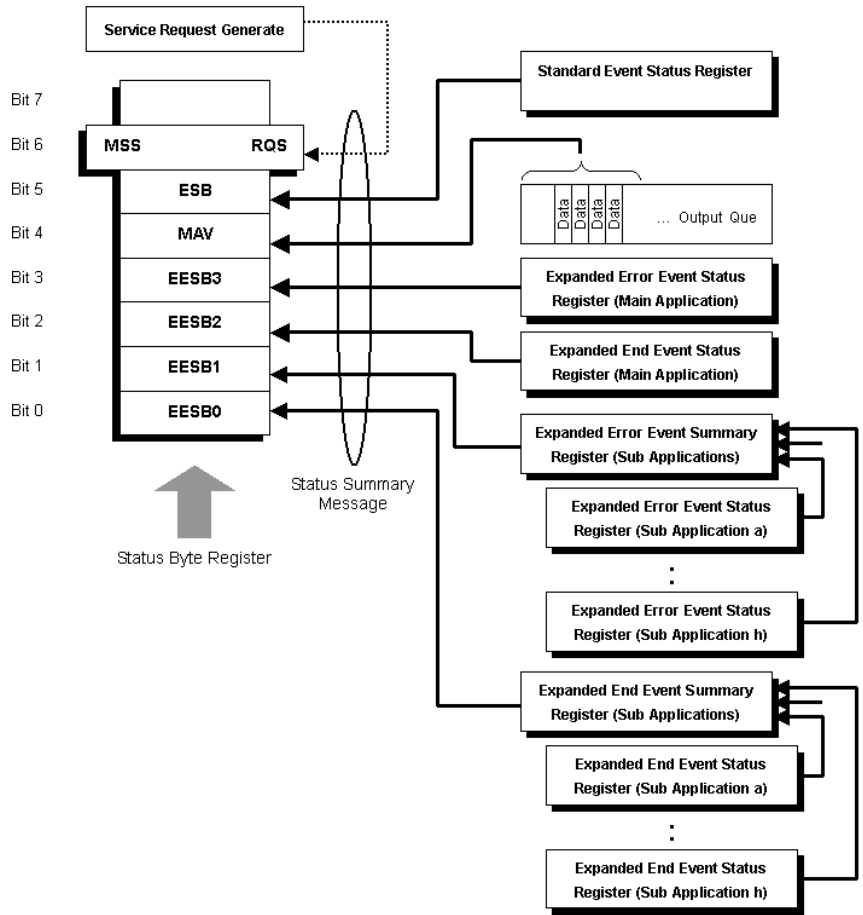 Service Request Generate
Bit 7
Bit 6
Bit 5
Bit 4
Bit 3
Bit 2
Bit 1
Bit 0
MSS RQS
ESB
MAV
EESB3
EESB2
EESB1
EESB0
Status Byte Register
Status Summary
Message
Standard Event Status Register
Data
Data
Data
Data
... Output Que
Expanded Error Event Status
Register (Main Application)
Expanded End Event Status
Register (Main Application)
Expanded Error Event Summary
Register (Sub Applications)
Expanded Error Event Status
Register (Sub Application a)
:
Expanded Error Event Status
Register (Sub Application h)
Expanded End Event Summary
Register (Sub Applications)
Expanded End Event Status
Register (Sub Application a)
:
Expanded End Event Status
Register (Sub Application h)